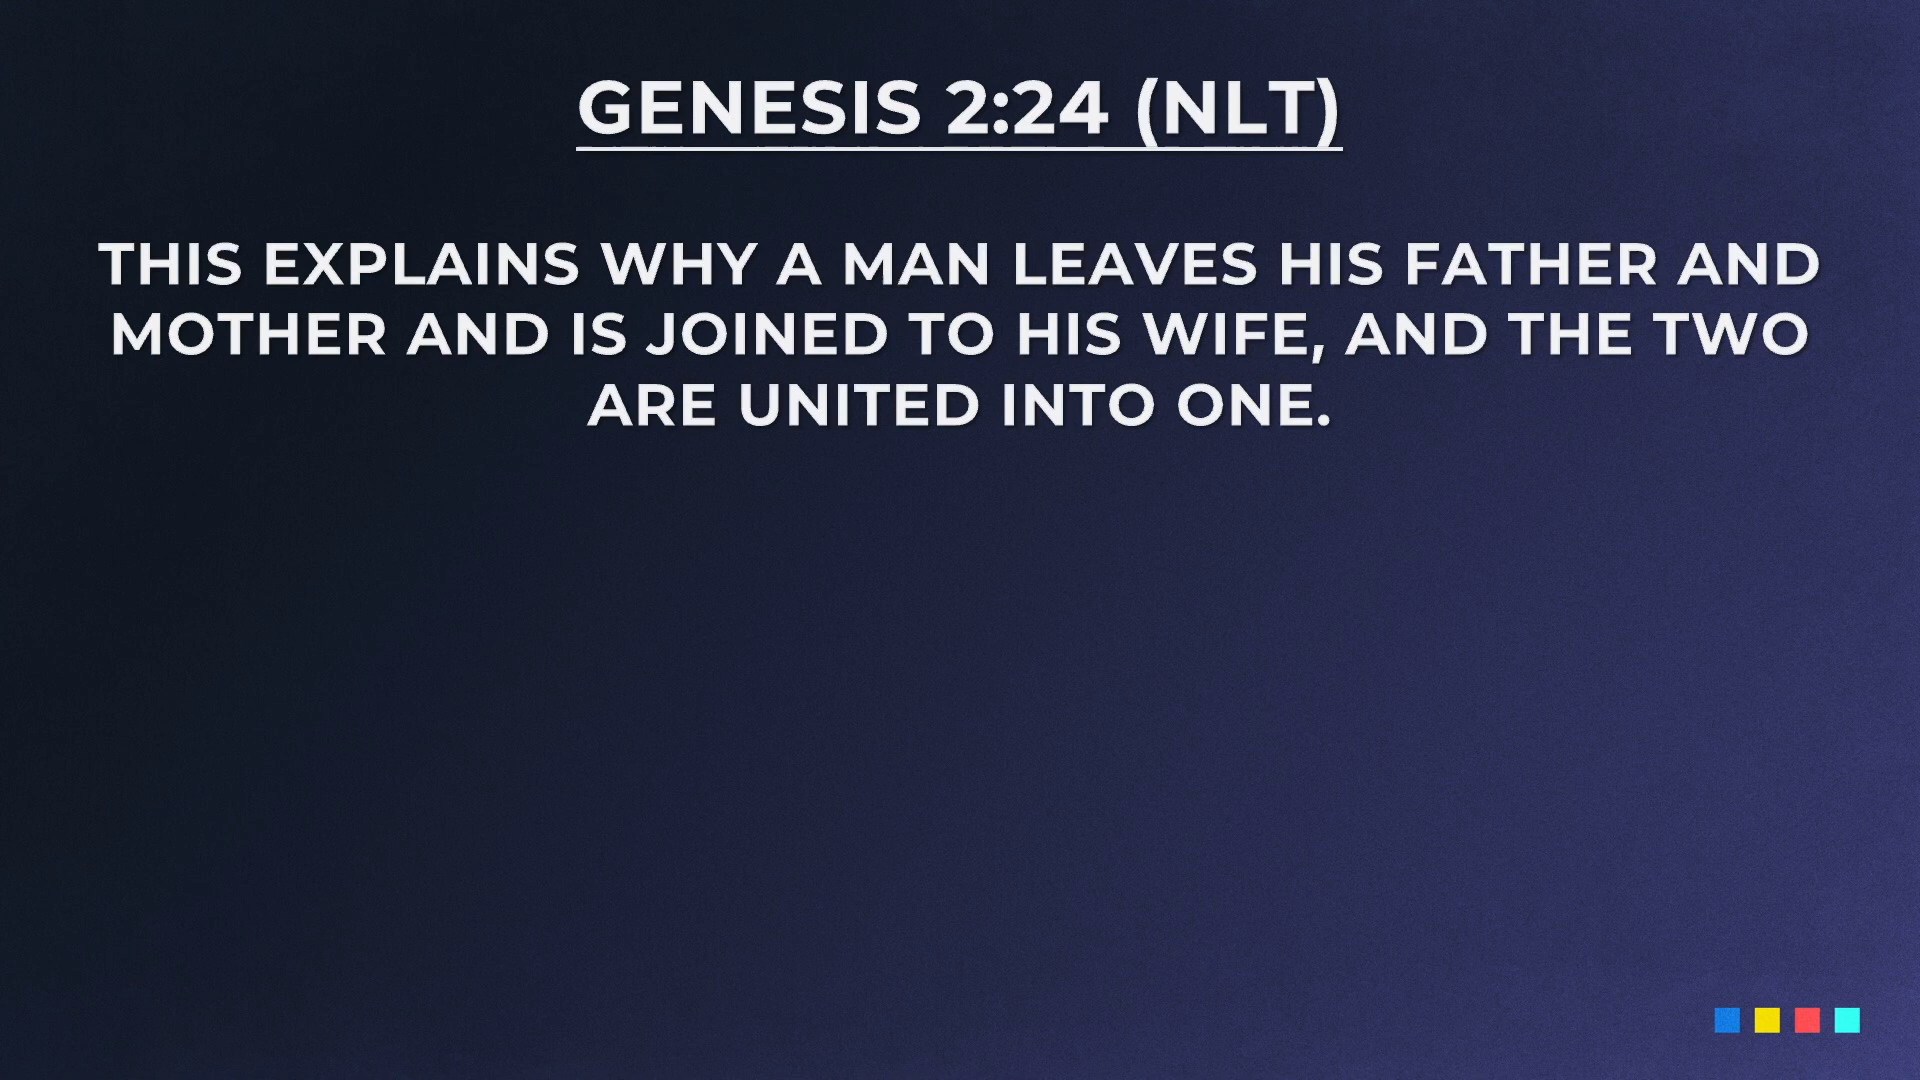 GENESIS 2:24 (NLT)
THIS EXPLAINS WHY A MAN LEAVES HIS FATHER AND
MOTHER AND IS JOINED TO HIS WIFE, AND THE TWO
ARE UNITED INTO ONE.